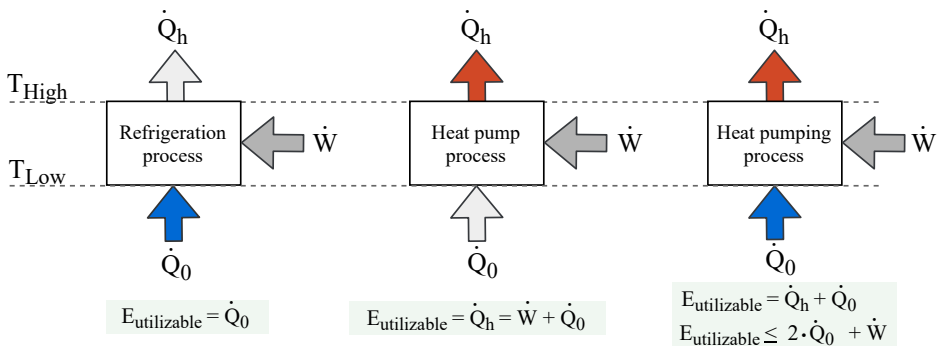 Q̇h Q̇h Q̇h
THigh
Refrigeration process Ẇ Heat pump process Ẇ Heat pumping process Ẇ
TLow
Q̇0 Q̇0 Q̇0
Eutilizable = Q̇0
Eutilizable = Q̇h = Ẇ + Q̇0
Eutilizable = Q̇h + Q̇0
Eutilizable ≤ 2·Q̇0 + Ẇ